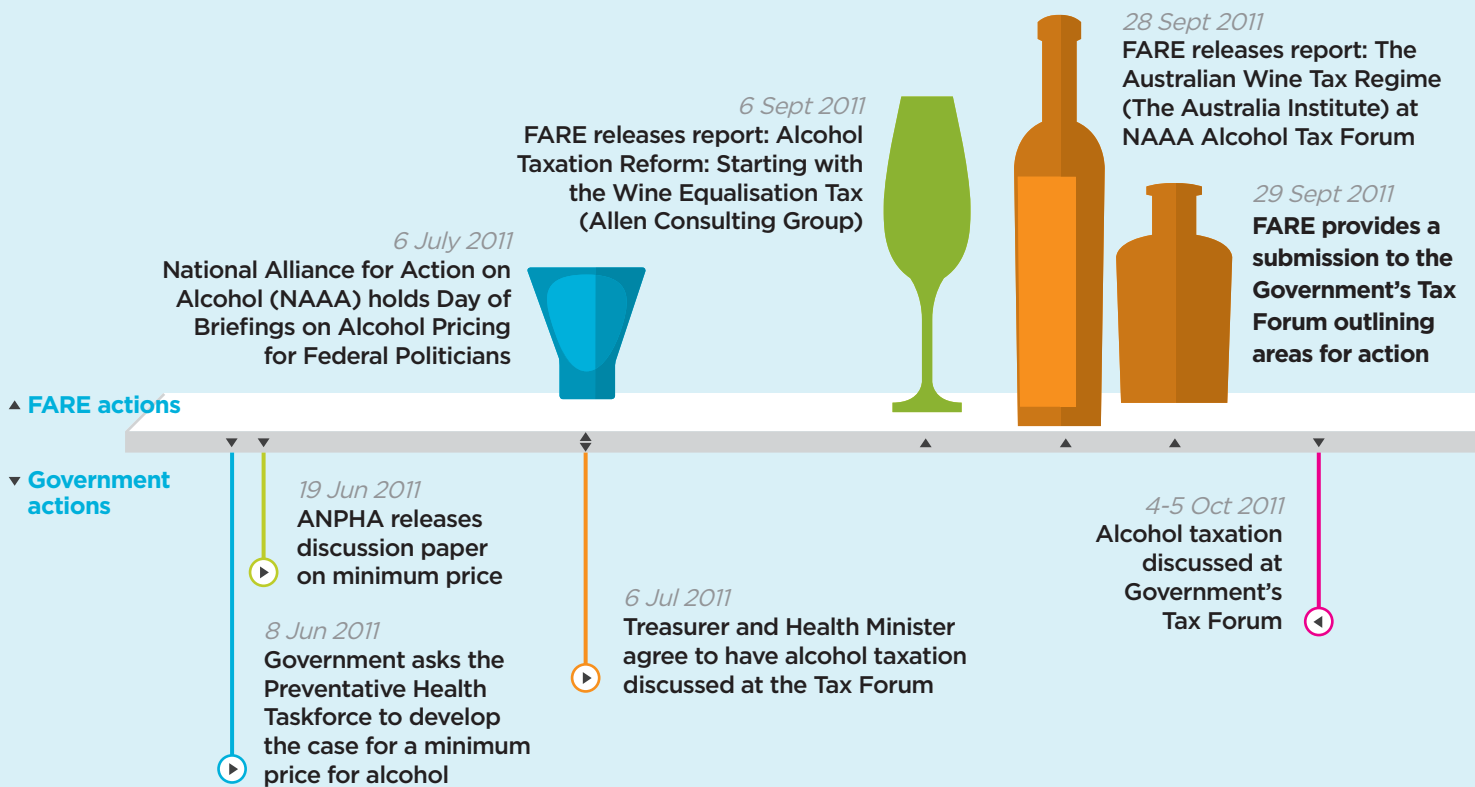 28 Sept 2011
FARE releases report: The
Australian Wine Tax Regime
(The Australia Institute) at
NAAA Alcohol Tax Forum
6 Sept 2011
FARE releases report: Alcohol
Taxation Reform: Starting with
the Wine Equalisation Tax
(Allen Consulting Group)
29 Sept 2011
FARE provides a
submission to the
Government's Tax
Forum outlining
areas for action
6 July 2011
National Alliance for Action on
Alcohol (NAAA) holds Day of
Briefings on Alcohol Pricing
for Federal Politicians
▲ FARE actions
▼ Government
actions
19 Jun 2011
ANPHA releases
discussion paper
on minimum price
4-5 Oct 2011
Alcohol taxation
discussed at
Government's
Tax Forum
6 Jul 2011
Treasurer and Health Minister
agree to have alcohol taxation
discussed at the Tax Forum
8 Jun 2011
Government asks the
Preventative Health
Taskforce to develop
the case for a minimum
price for alcohol